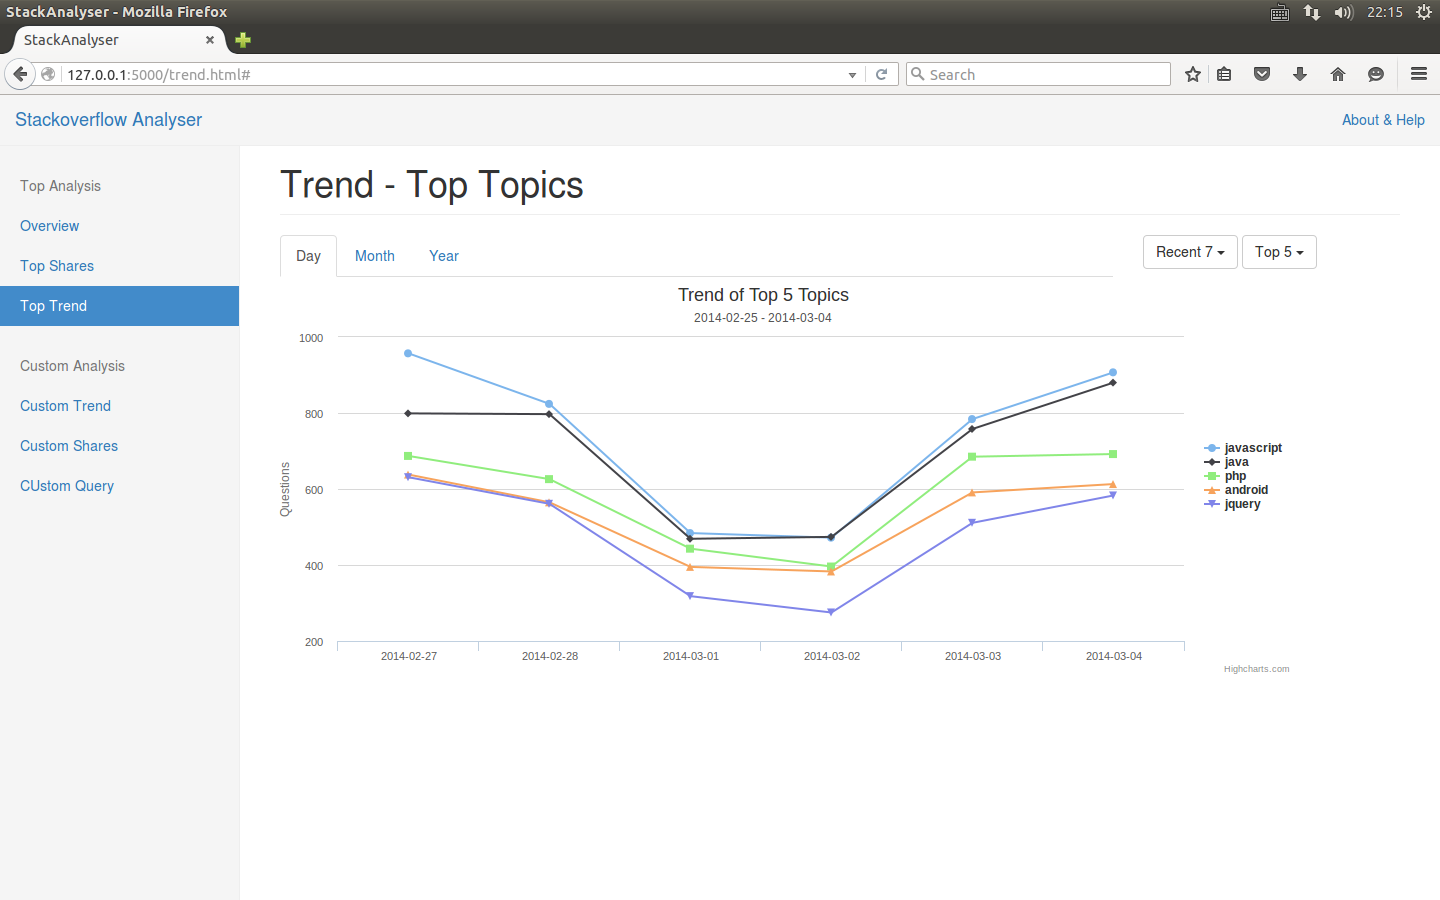 StackAnalyser - Mozilla Firefox
22:15
StackAnalyser
127.0.0.1:5000/trend.html#
Search
Stackoverflow Analyser
About & Help
Top Analysis
Overview
Top Shares
Top Trend
Custom Analysis
Custom Trend
Custom Shares
CUstom Query
Trend - Top Topics
Day Month Year
Recent 7 Top 5
Trend of Top 5 Topics
2014-02-25 - 2014-03-04
Questions
1000
800
600
400
200
2014-02-27 2014-02-28 2014-03-01 2014-03-02 2014-03-03 2014-03-04
javascript
java
php
android
jquery
Highcharts.com